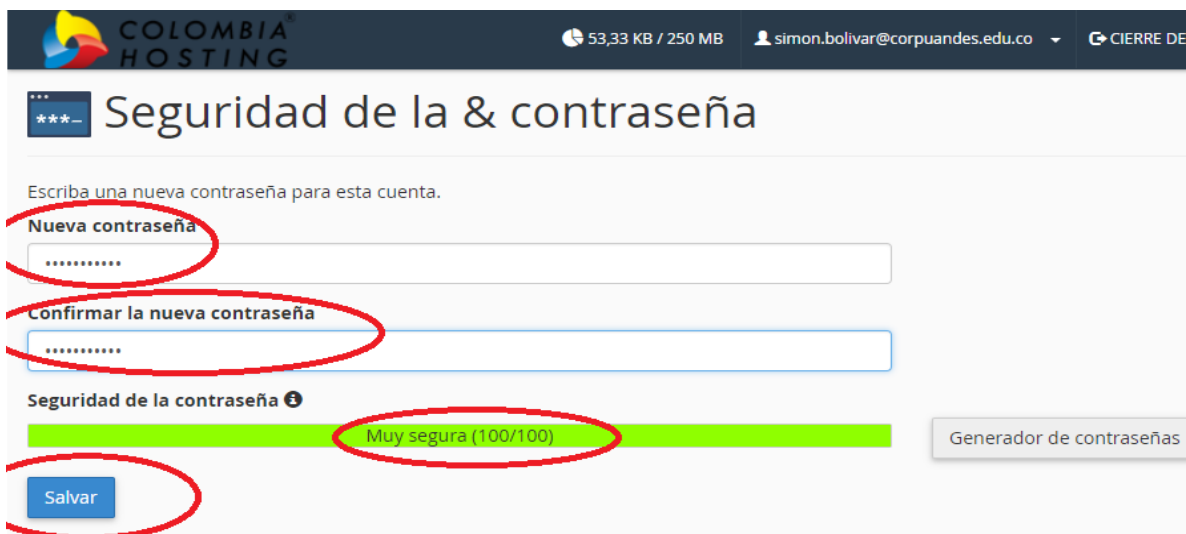 COLOMBIA®
HOSTING
53,33 KB / 250 MB simon.bolivar@corpuandes.edu.co CIERRE DE
***_ Seguridad de la & contraseña
Escriba una nueva contraseña para esta cuenta.
Nueva contraseña
•••••••••••
Confirmar la nueva contraseña
•••••••••••
Seguridad de la contraseña
Muy segura (100/100)
Generador de contraseñas
Salvar